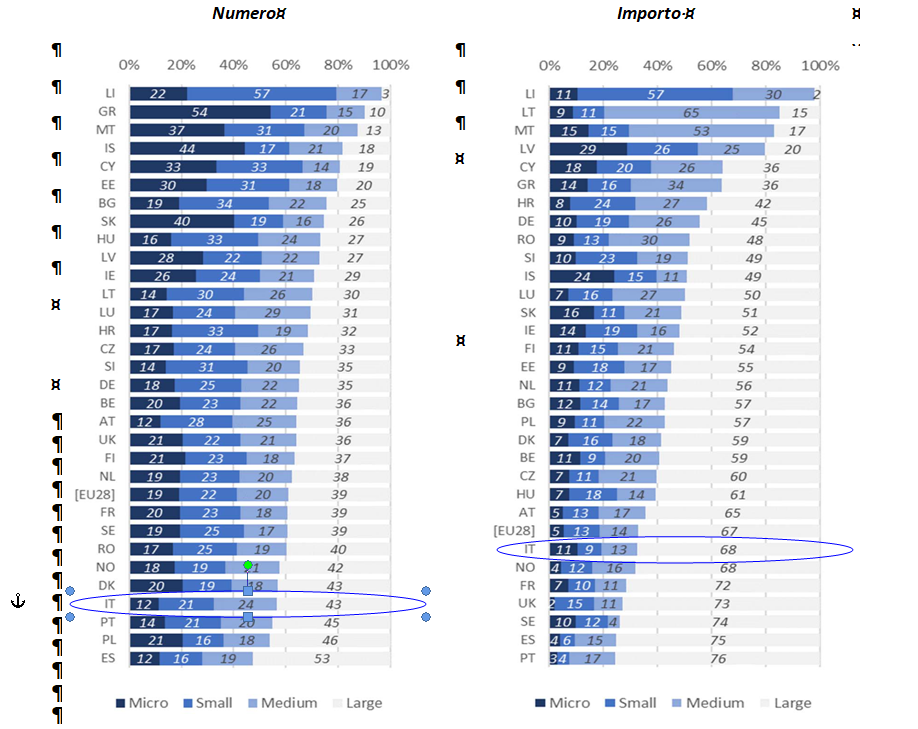 Numero¤
0% 20% 40% 60% 80% 100%
LI 22 57 17 3
GR 54 21 15 10
MT 37 31 20 13
IS 44 17 21 18
CY 33 33 14 19
EE 30 31 18 20
BG 19 34 22 25
SK 40 19 16 26
HU 16 33 24 27
LV 28 22 22 27
IE 26 24 21 29
LT 14 30 26 30
LU 17 24 29 31
HR 17 33 19 32
CZ 17 24 26 33
SI 14 31 20 35
DE 18 25 22 35
BE 20 23 22 36
AT 12 28 25 36
UK 21 22 21 36
FI 21 23 18 37
NL 19 23 20 38
[EU28] 19 22 20 39
FR 20 23 18 39
SE 19 25 17 39
RO 17 25 19 40
NO 18 19 21 42
DK 20 19 18 43
IT 12 21 24 43
PT 14 21 20 45
PL 21 16 18 46
ES 12 16 19 53
Micro Small Medium Large
Importo·¤
0% 20% 40% 60% 80% 100%
LI 11 57 30 2
LT 9 11 65 15
MT 15 15 53 17
LV 29 26 25 20
CY 18 20 26 36
GR 14 16 34 36
HR 8 24 27 42
DE 10 19 26 45
RO 9 13 30 48
SI 10 23 19 49
IS 24 15 11 49
LU 7 16 27 50
SK 16 11 21 51
IE 14 19 16 52
FI 11 15 21 54
EE 9 18 17 55
NL 11 12 21 56
BG 12 14 17 57
PL 9 11 22 57
DK 7 16 18 59
BE 11 9 20 59
CZ 7 11 21 60
HU 7 18 14 61
AT 5 13 17 65
[EU28] 5 13 14 67
IT 11 9 13 68
NO 4 12 16 68
FR 7 10 11 72
UK 2 15 11 73
SE 10 12 4 74
ES 4 6 15 75
PT 3 4 17 76
Micro Small Medium Large